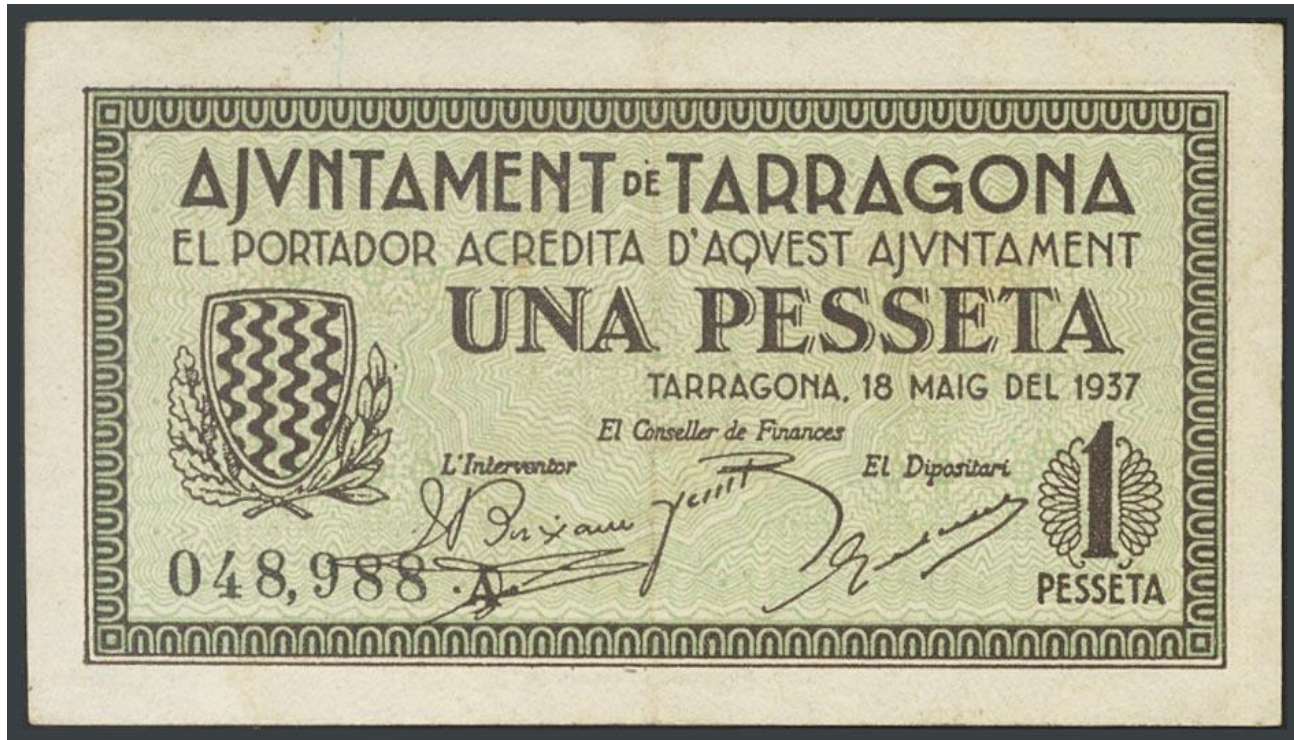 AJVNTAMENT DE TARRAGONA
EL PORTADOR ACREDITA D'AQVEST AJVNTAMENT
UNA PESSETA
TARRAGONA, 18 MAIG DEL 1937
El Conseller de Finances
L'Interventor
El Dipositari
1
048,988 · A
PESSETA